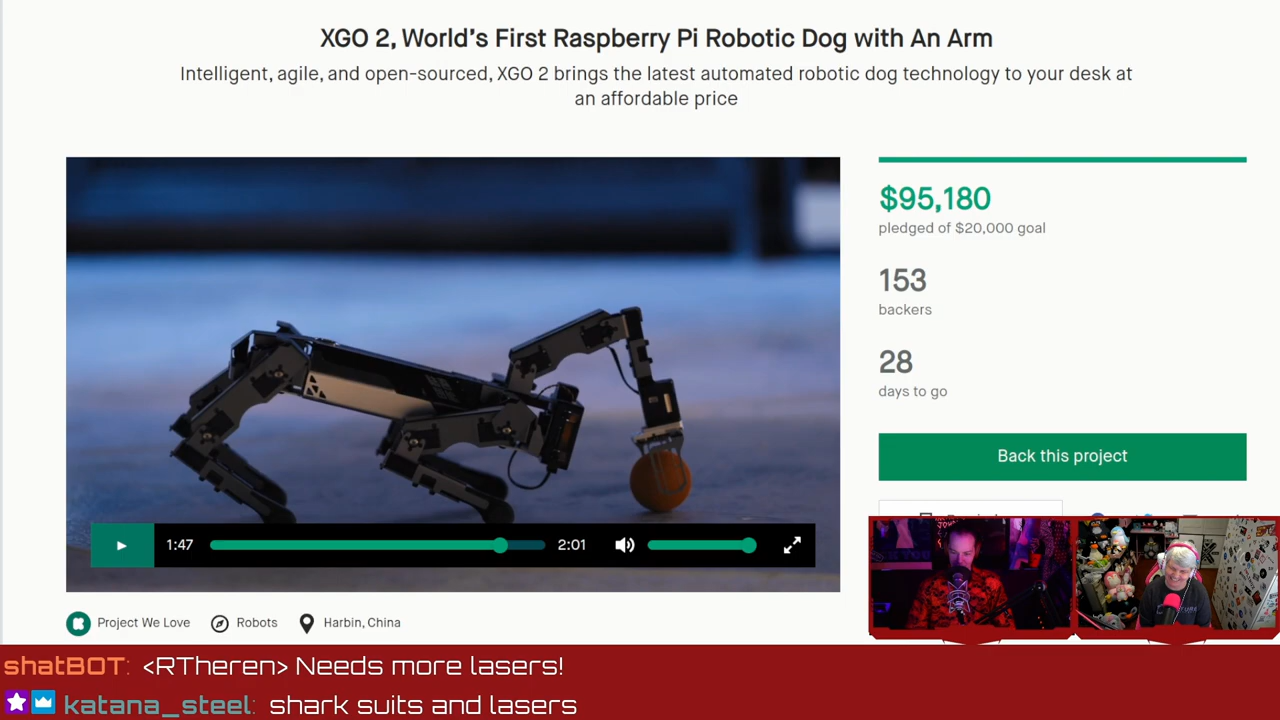 XGO 2, World's First Raspberry Pi Robotic Dog with An Arm
Intelligent, agile, and open-sourced, XGO 2 brings the latest automated robotic dog technology to your desk at
an affordable price
$95,180
pledged of $20,000 goal
153
backers
28
days to go
Back this project
1:47
2:01
Project We Love
Robots
Harbin, China
shatBOT: <RTheren> Needs more lasers!
katana_steel: shark suits and lasers